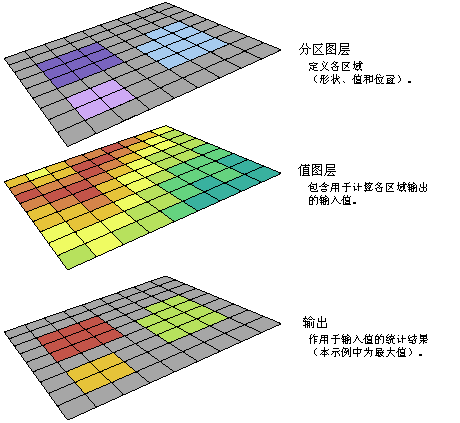 分区图层
定义各区域
（形状、值和位置）。
值图层
包含用于计算各区域输出
的输入值。
输出
作用于输入值的统计结果
（本示例中为最大值）。